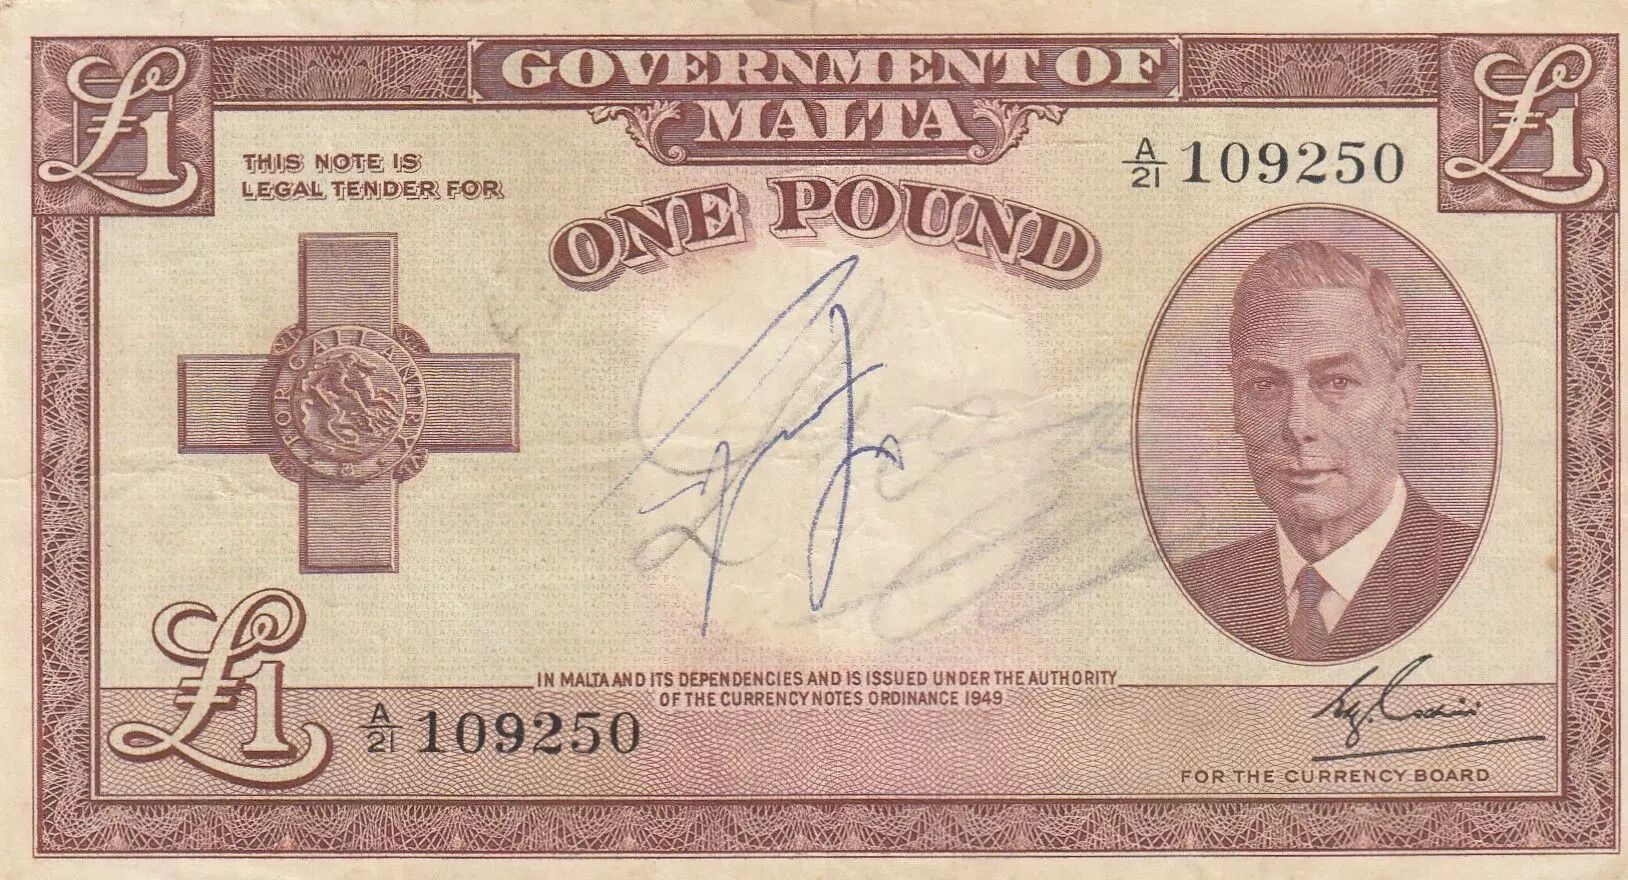 GOVERNMENT OF
MALTA
£1
£1
THIS NOTE IS
LEGAL TENDER FOR
A/21 109250
ONE POUND
FOR GALLANTRY
IN MALTA AND ITS DEPENDENCIES AND IS ISSUED UNDER THE AUTHORITY
OF THE CURRENCY NOTES ORDINANCE 1949
£1
A/21 109250
FOR THE CURRENCY BOARD